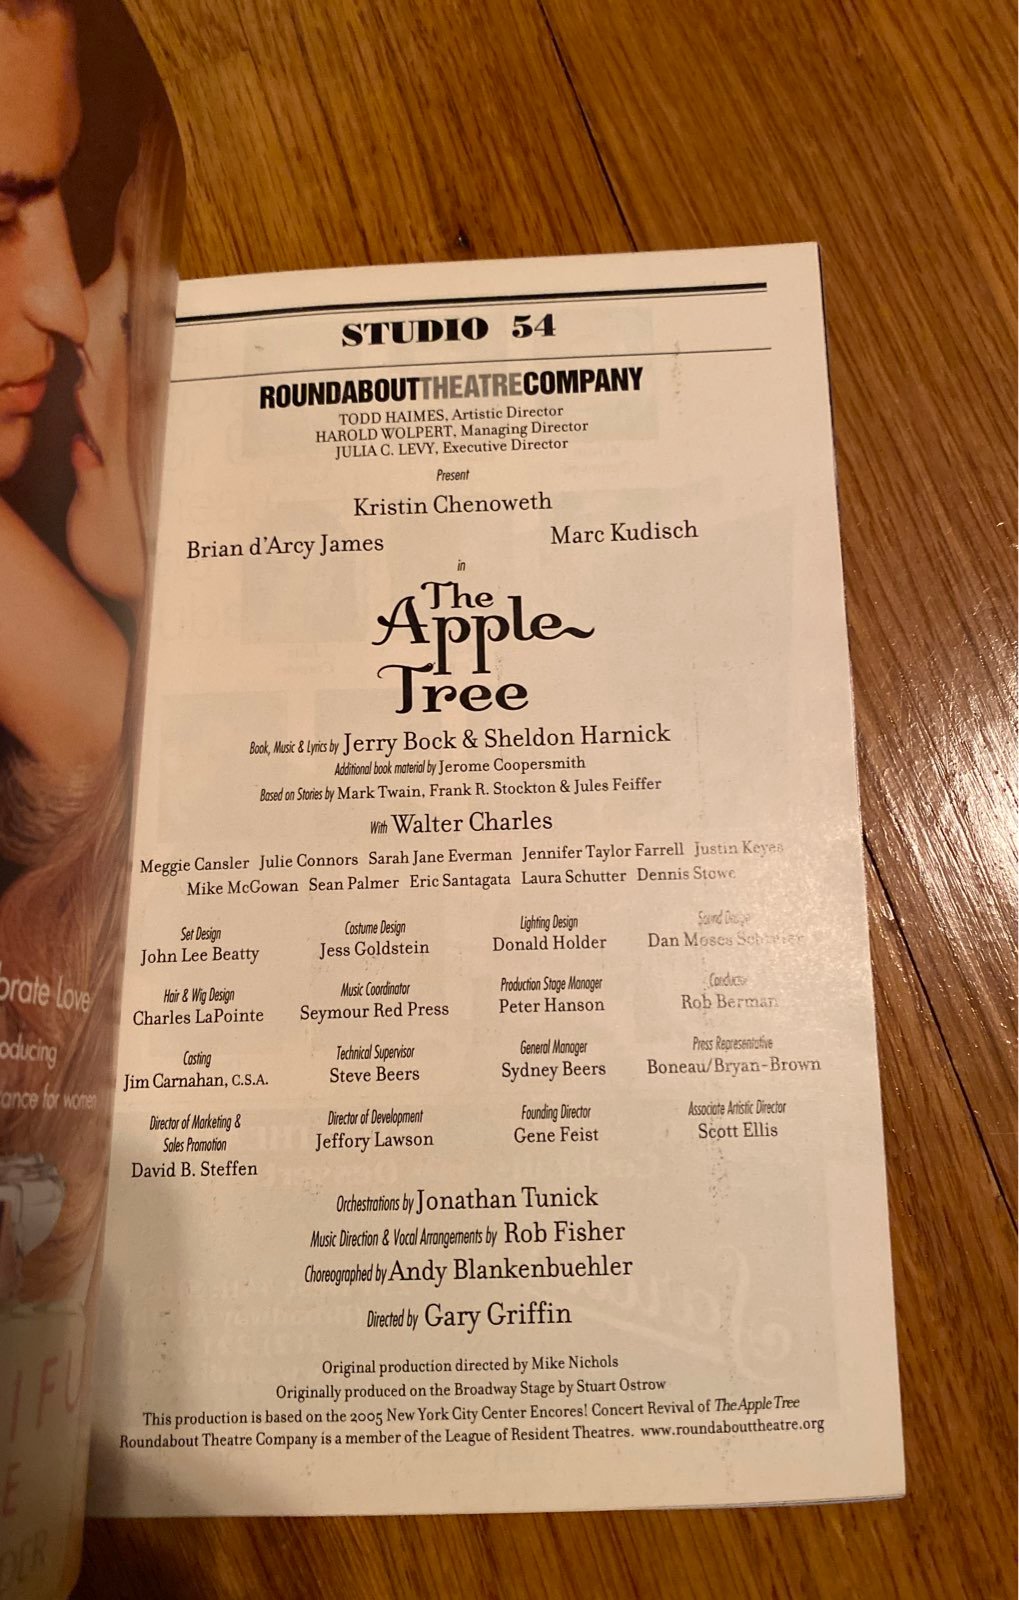 STUDIO 54
ROUNDABOUTTHEATRECOMPANY
TODD HAIMES, Artistic Director
HAROLD WOLPERT, Managing Director
JULIA C. LEVY, Executive Director
Present
Kristin Chenoweth
Brian d'Arcy James Marc Kudisch
in
The
Apple
Tree
Book, Music & Lyrics by Jerry Bock & Sheldon Harnick
Additional book material by Jerome Coopersmith
Based on Stories by Mark Twain, Frank R. Stockton & Jules Feiffer
With Walter Charles
Meggie Cansler Julie Connors Sarah Jane Everman Jennifer Taylor Farrell Justin Keyes
Mike McGowan Sean Palmer Eric Santagata Laura Schutter Dennis Stowe
Set Design Costume Design Lighting Design Sound Design
John Lee Beatty Jess Goldstein Donald Holder Dan Moses
Hair & Wig Design Music Coordinator Production Stage Manager Conductor
Charles LaPointe Seymour Red Press Peter Hanson Rob Berman
Casting Technical Supervisor General Manager Press Representative
Jim Carnahan, C.S.A. Steve Beers Sydney Beers Boneau/Bryan-Brown
Director of Marketing & Director of Development Founding Director Associate Artistic Director
Sales Promotion Jeffory Lawson Gene Feist Scott Ellis
David B. Steffen
Orchestrations by Jonathan Tunick
Music Direction & Vocal Arrangements by Rob Fisher
Choreographed by Andy Blankenbuehler
Directed by Gary Griffin
Original production directed by Mike Nichols
Originally produced on the Broadway Stage by Stuart Ostrow
This production is based on the 2005 New York City Center Encores! Concert Revival of The Apple Tree
Roundabout Theatre Company is a member of the League of Resident Theatres. www.roundabouttheatre.org
brate Love
oducing
ance for women